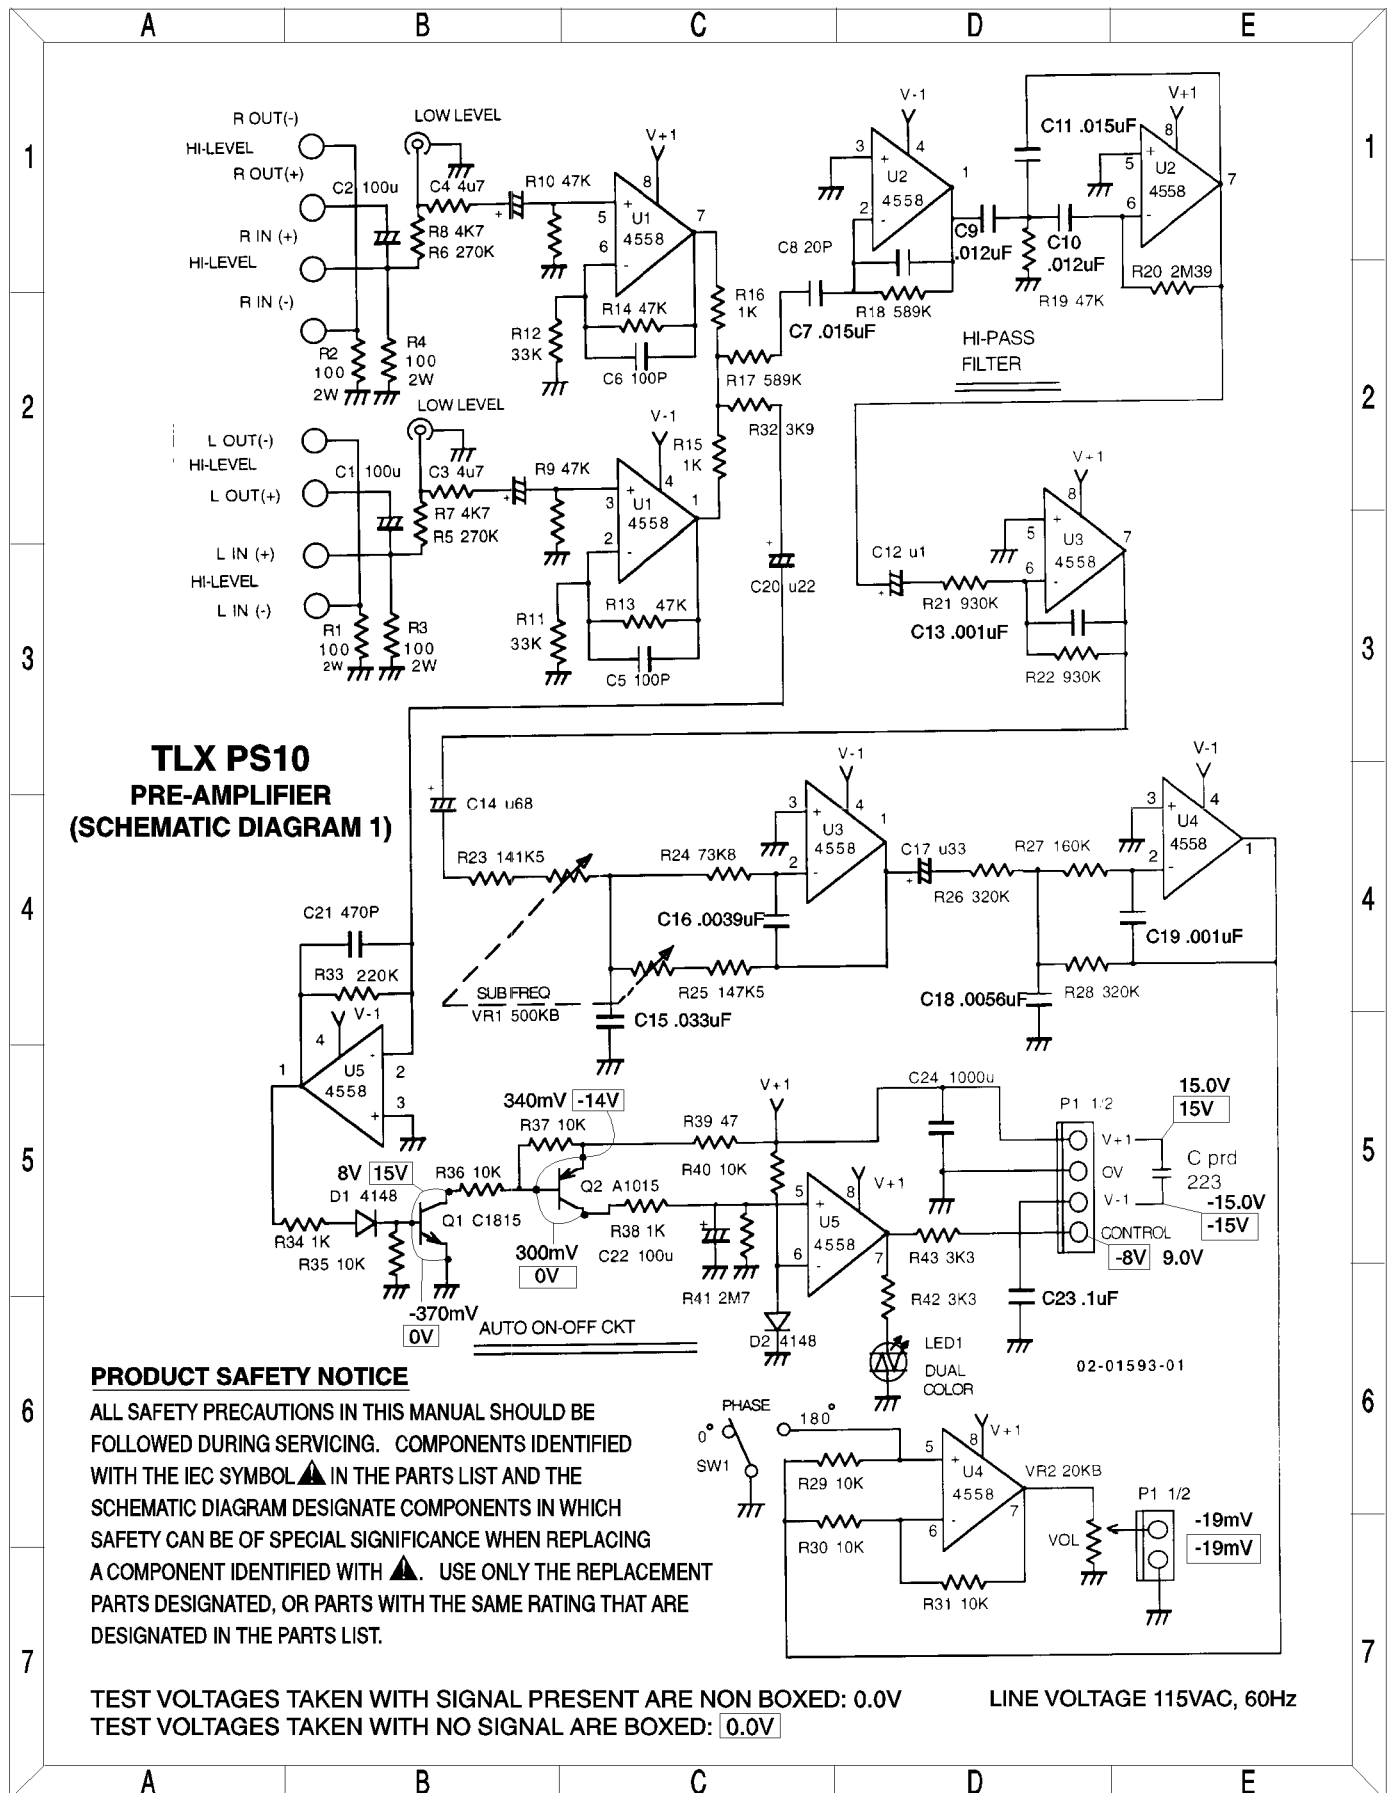 A B C D E
1 1
2 2
3 3
4 4
5 5
6 6
7 7
R OUT(-)
HI-LEVEL
R OUT(+)
R IN (+)
HI-LEVEL
R IN (-)
C2 100u
LOW LEVEL
C4 4u7
R8 4K7
R6 270K
R10 47K
V+1
8
5
6
7
U1
4558
R12
33K
R14 47K
C6 100P
R2
100
2W
R4
100
2W
R16
1K
R17 589K
R32 3K9
R15
1K
C7 .015uF
C8 20P
R18 589K
V-1
3
4
2
1
U2
4558
C9
.012uF
C10
.012uF
C11 .015uF
R19 47K
HI-PASS
FILTER
V+1
8
5
6
7
U2
4558
R20 2M39
L OUT(-)
HI-LEVEL
L OUT(+)
L IN (+)
HI-LEVEL
L IN (-)
C1 100u
LOW LEVEL
C3 4u7
R7 4K7
R5 270K
R9 47K
V-1
4
3
2
1
U1
4558
R11
33K
R13 47K
C5 100P
R1
100
2W
R3
100
2W
C20 u22
C12 u1
R21 930K
C13 .001uF
R22 930K
V+1
8
5
6
7
U3
4558
TLX PS10
PRE-AMPLIFIER
(SCHEMATIC DIAGRAM 1)
C14 u68
R23 141K5
R24 73K8
C16 .0039uF
R25 147K5
SUB FREQ
VR1 500KB
C15 .033uF
V-1
3
4
2
1
U3
4558
C17 u33
R26 320K
R27 160K
C18 .0056uF
R28 320K
C19 .001uF
V-1
3
4
2
1
U4
4558
C21 470P
R33 220K
V-1
4
1
2
3
U5
4558
340mV -14V
R37 10K
8V 15V
R36 10K
D1 4148
Q1 C1815
R34 1K
R35 10K
-370mV
0V
Q2 A1015
R38 1K
C22 100u
300mV
0V
V+1
R39 47
R40 10K
R41 2M7
D2 4148
AUTO ON-OFF CKT
5
6
7
8
V+1
U5
4558
C24 1000u
R43 3K3
R42 3K3
C23 .1uF
P1 1/2
V+1
OV
V-1
CONTROL
15.0V
15V
C prd
223
-15.0V
-15V
-8V 9.0V
LED1
DUAL
COLOR
02-01593-01
PHASE
0°
180°
SW1
R29 10K
R30 10K
R31 10K
5
6
7
8
V+1
U4
4558
VR2 20KB
VOL
P1 1/2
-19mV
-19mV
PRODUCT SAFETY NOTICE
ALL SAFETY PRECAUTIONS IN THIS MANUAL SHOULD BE
FOLLOWED DURING SERVICING. COMPONENTS IDENTIFIED
WITH THE IEC SYMBOL IN THE PARTS LIST AND THE
SCHEMATIC DIAGRAM DESIGNATE COMPONENTS IN WHICH
SAFETY CAN BE OF SPECIAL SIGNIFICANCE WHEN REPLACING
A COMPONENT IDENTIFIED WITH . USE ONLY THE REPLACEMENT
PARTS DESIGNATED, OR PARTS WITH THE SAME RATING THAT ARE
DESIGNATED IN THE PARTS LIST.
TEST VOLTAGES TAKEN WITH SIGNAL PRESENT ARE NON BOXED: 0.0V
LINE VOLTAGE 115VAC, 60Hz
TEST VOLTAGES TAKEN WITH NO SIGNAL ARE BOXED: 0.0V
A B C D E